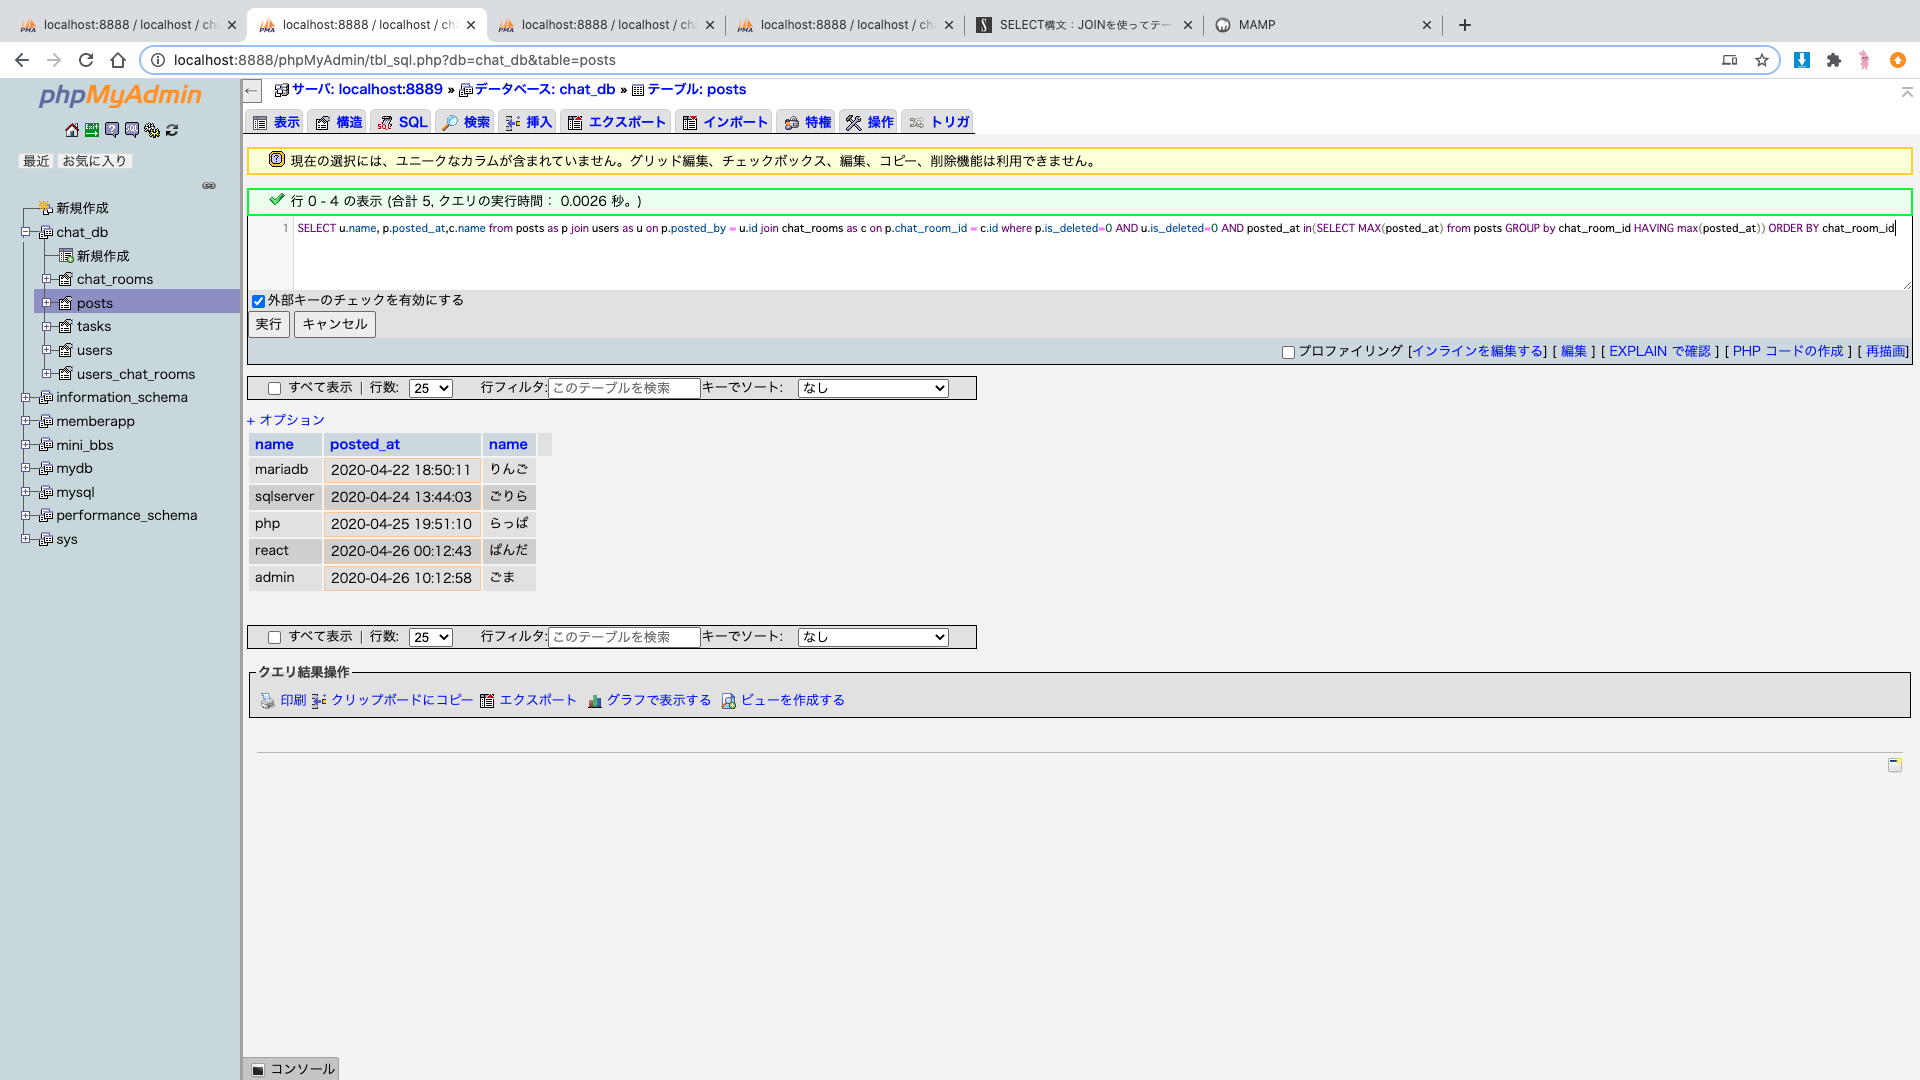 localhost:8888 / localhost / ch
localhost:8888 / localhost / ch
localhost:8888 / localhost / ch
localhost:8888 / localhost / ch
SELECT構文：JOINを使ってテー
MAMP
localhost:8888/phpMyAdmin/tbl_sql.php?db=chat_db&table=posts
phpMyAdmin
最近 お気に入り
新規作成
chat_db
新規作成
chat_rooms
posts
tasks
users
users_chat_rooms
information_schema
memberapp
mini_bbs
mydb
mysql
performance_schema
sys
サーバ: localhost:8889 » データベース: chat_db » テーブル: posts
表示 構造 SQL 検索 挿入 エクスポート インポート 特権 操作 トリガ
現在の選択には、ユニークなカラムが含まれていません。グリッド編集、チェックボックス、編集、コピー、削除機能は利用できません。
行 0 - 4 の表示 (合計 5, クエリの実行時間： 0.0026 秒。)
1 SELECT u.name, p.posted_at,c.name from posts as p join users as u on p.posted_by = u.id join chat_rooms as c on p.chat_room_id = c.id where p.is_deleted=0 AND u.is_deleted=0 AND posted_at in(SELECT MAX(posted_at) from posts GROUP by chat_room_id HAVING max(posted_at)) ORDER BY chat_room_id
外部キーのチェックを有効にする
実行 キャンセル
プロファイリング [インラインを編集する] [ 編集 ] [ EXPLAIN で確認 ] [ PHP コードの作成 ] [ 再描画]
すべて表示 | 行数: 25 行フィルタ: このテーブルを検索 キーでソート: なし
+ オプション
name posted_at name
mariadb 2020-04-22 18:50:11 りんご
sqlserver 2020-04-24 13:44:03 ごりら
php 2020-04-25 19:51:10 らっぱ
react 2020-04-26 00:12:43 ぱんだ
admin 2020-04-26 10:12:58 ごま
すべて表示 | 行数: 25 行フィルタ: このテーブルを検索 キーでソート: なし
クエリ結果操作
印刷 クリップボードにコピー エクスポート グラフで表示する ビューを作成する
コンソール